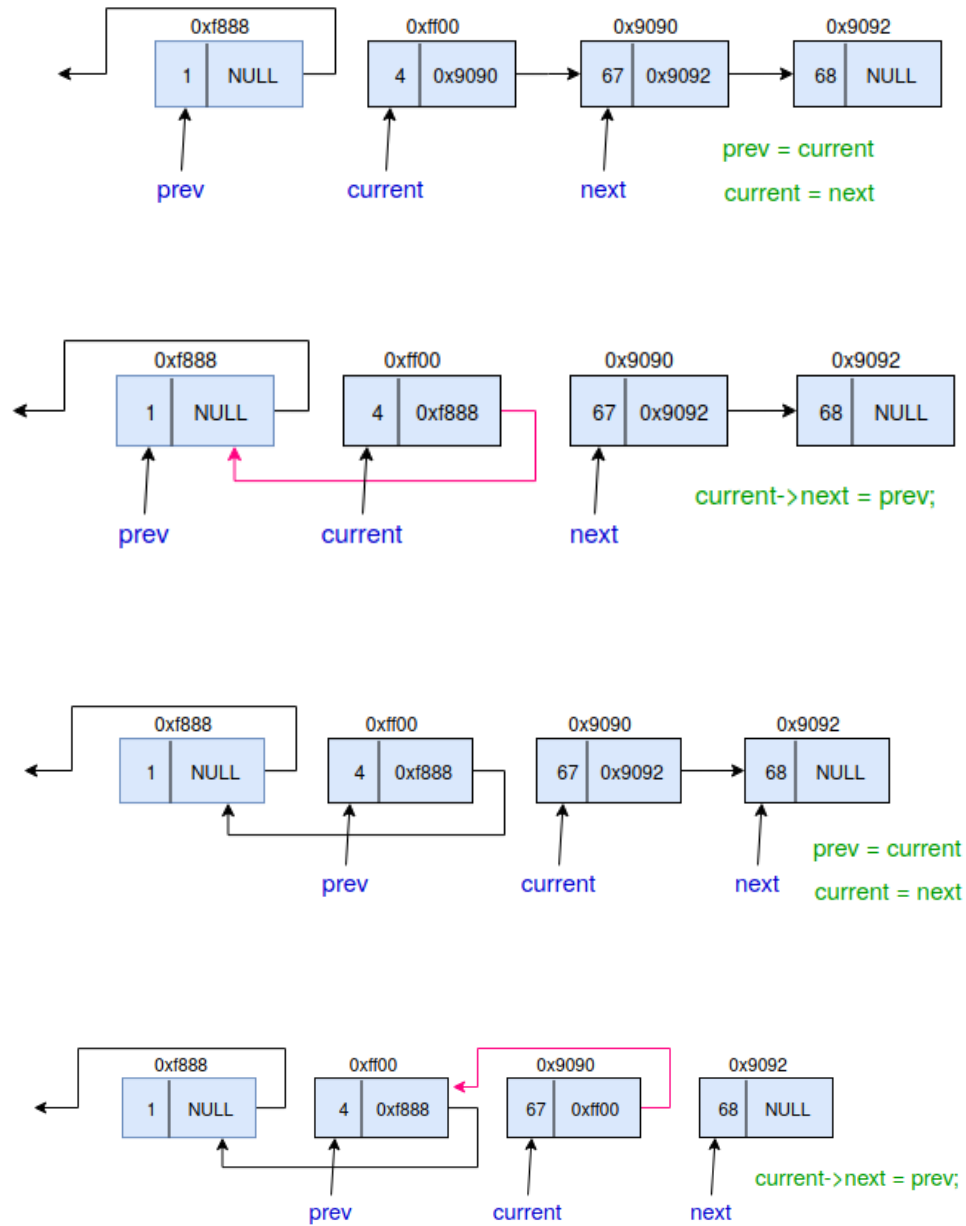 0xf888 0xff00 0x9090 0x9092
1 NULL 4 0x9090 67 0x9092 68 NULL
prev = current
prev current next
current = next
0xf888 0xff00 0x9090 0x9092
1 NULL 4 0xf888 67 0x9092 68 NULL
current->next = prev;
prev current next
0xf888 0xff00 0x9090 0x9092
1 NULL 4 0xf888 67 0x9092 68 NULL
prev = current
prev current next
current = next
0xf888 0xff00 0x9090 0x9092
1 NULL 4 0xf888 67 0xff00 68 NULL
current->next = prev;
prev current next